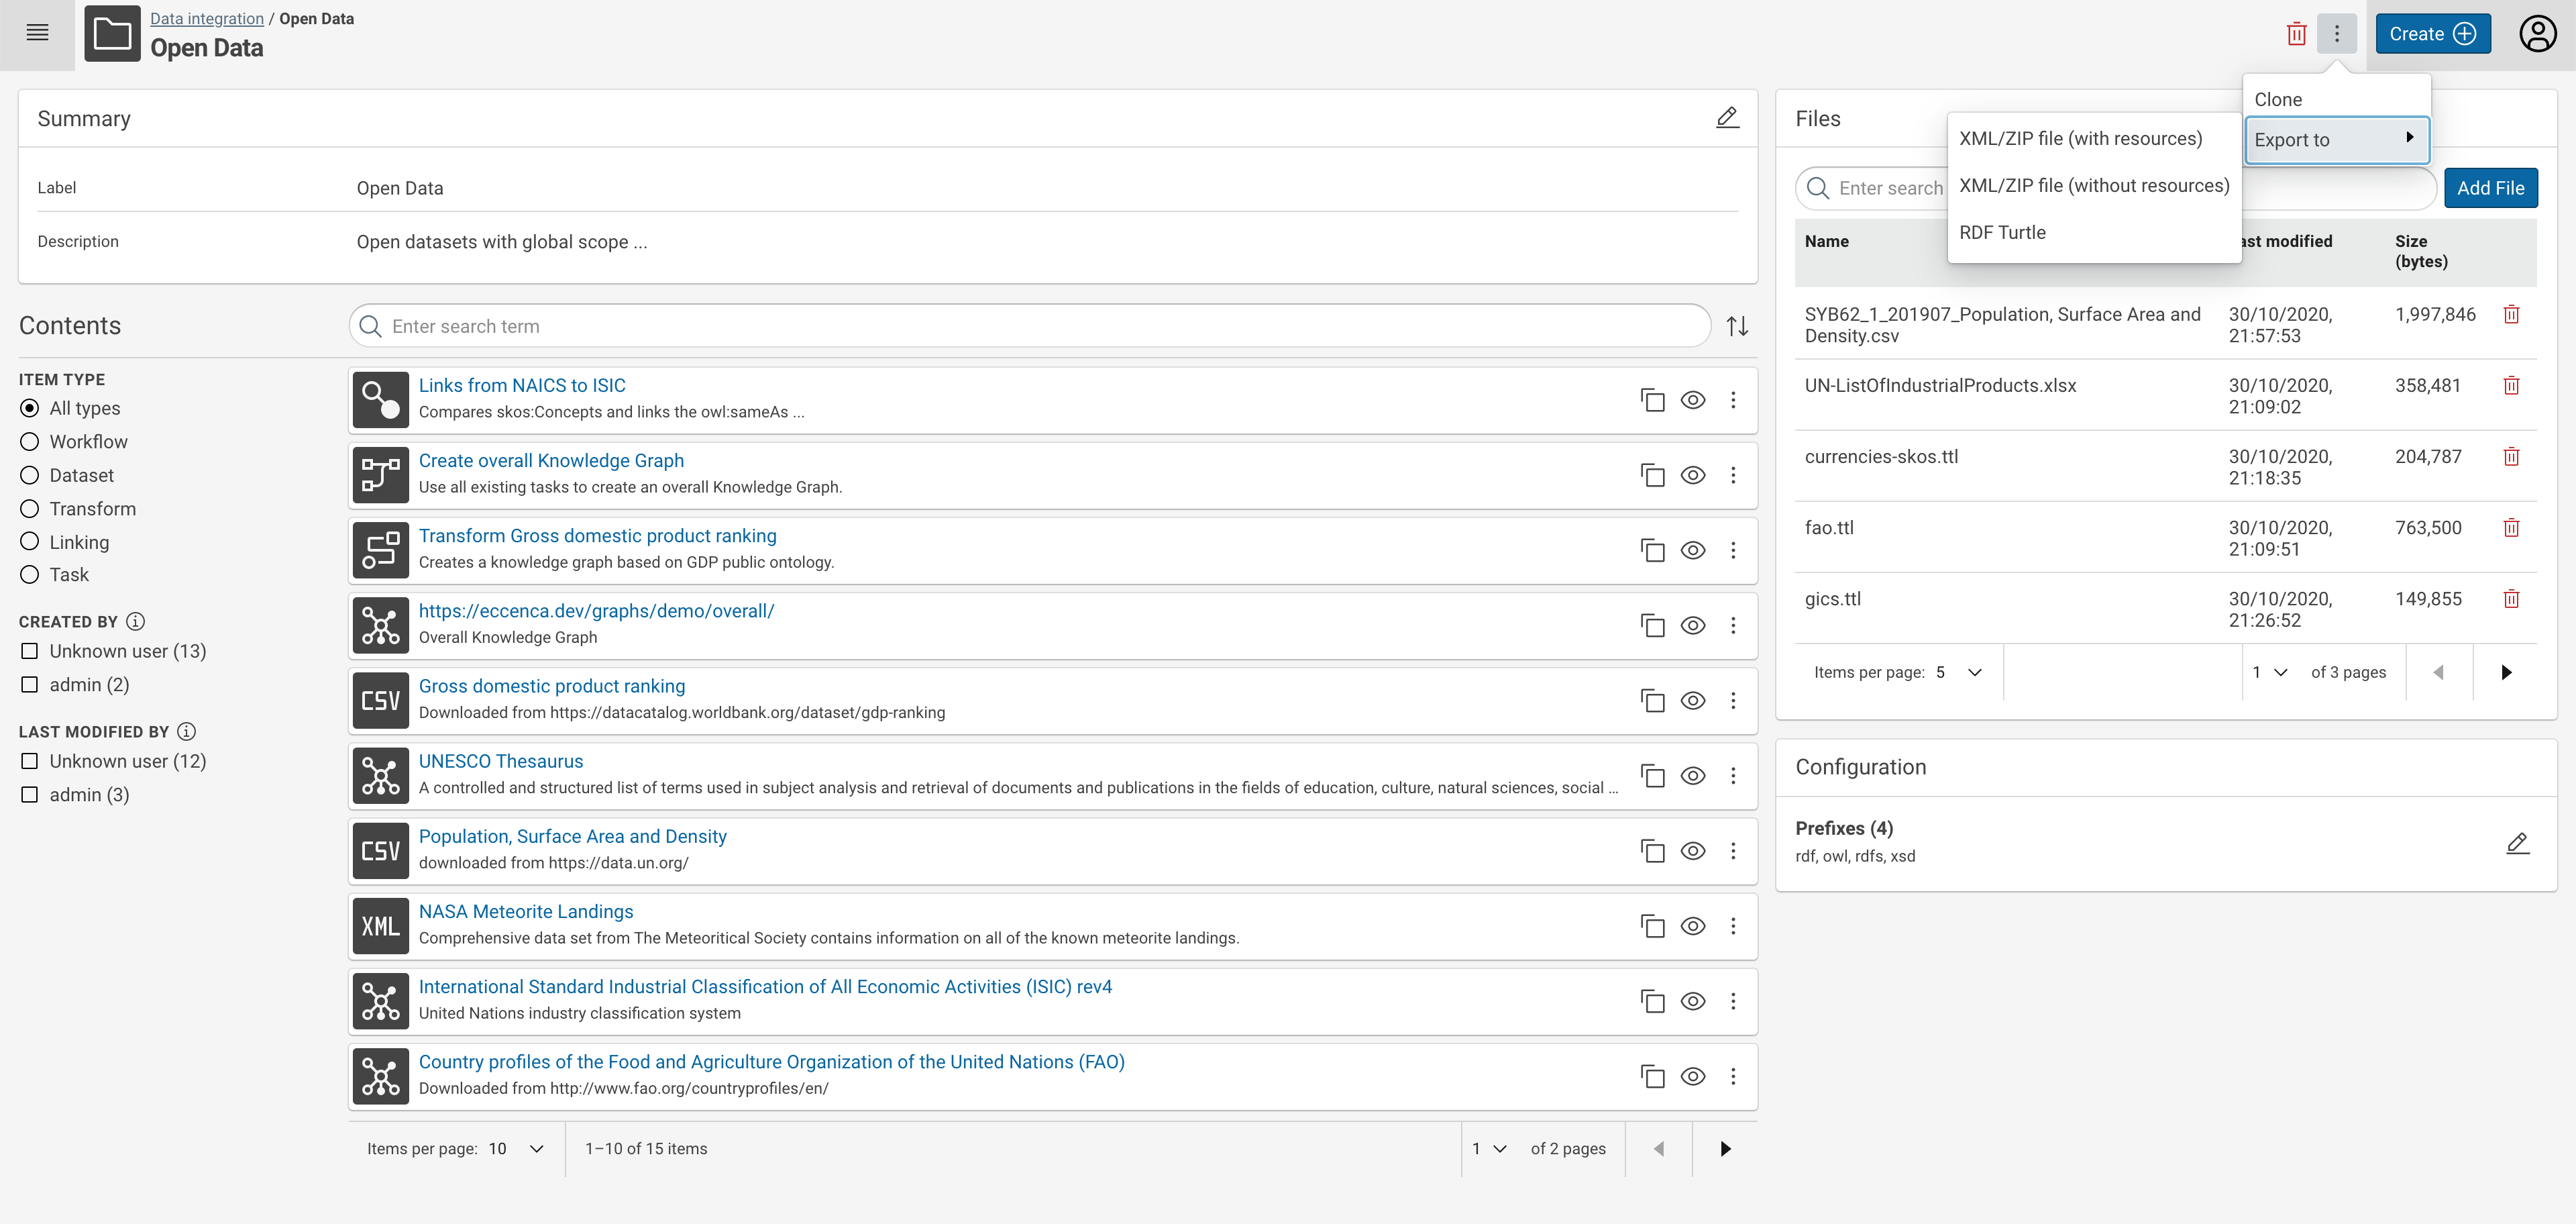 Data integration / Open Data
Open Data
Create
Clone
Export to
XML/ZIP file (with resources)
XML/ZIP file (without resources)
RDF Turtle
Summary
Label
Open Data
Description
Open datasets with global scope ...
Contents
Enter search term
ITEM TYPE
All types
Workflow
Dataset
Transform
Linking
Task
CREATED BY
Unknown user (13)
admin (2)
LAST MODIFIED BY
Unknown user (12)
admin (3)
Links from NAICS to ISIC
Compares skos:Concepts and links the owl:sameAs ...
Create overall Knowledge Graph
Use all existing tasks to create an overall Knowledge Graph.
Transform Gross domestic product ranking
Creates a knowledge graph based on GDP public ontology.
https://eccenca.dev/graphs/demo/overall/
Overall Knowledge Graph
CSV
Gross domestic product ranking
Downloaded from https://datacatalog.worldbank.org/dataset/gdp-ranking
UNESCO Thesaurus
A controlled and structured list of terms used in subject analysis and retrieval of documents and publications in the fields of education, culture, natural sciences, social ...
CSV
Population, Surface Area and Density
downloaded from https://data.un.org/
XML
NASA Meteorite Landings
Comprehensive data set from The Meteoritical Society contains information on all of the known meteorite landings.
International Standard Industrial Classification of All Economic Activities (ISIC) rev4
United Nations industry classification system
Country profiles of the Food and Agriculture Organization of the United Nations (FAO)
Downloaded from http://www.fao.org/countryprofiles/en/
Items per page: 10
1–10 of 15 items
1 of 2 pages
Files
Enter search
Add File
Name
ast modified
Size
(bytes)
SYB62_1_201907_Population, Surface Area and
Density.csv
30/10/2020,
21:57:53
1,997,846
UN-ListOfIndustrialProducts.xlsx
30/10/2020,
21:09:02
358,481
currencies-skos.ttl
30/10/2020,
21:18:35
204,787
fao.ttl
30/10/2020,
21:09:51
763,500
gics.ttl
30/10/2020,
21:26:52
149,855
Items per page: 5
1 of 3 pages
Configuration
Prefixes (4)
rdf, owl, rdfs, xsd